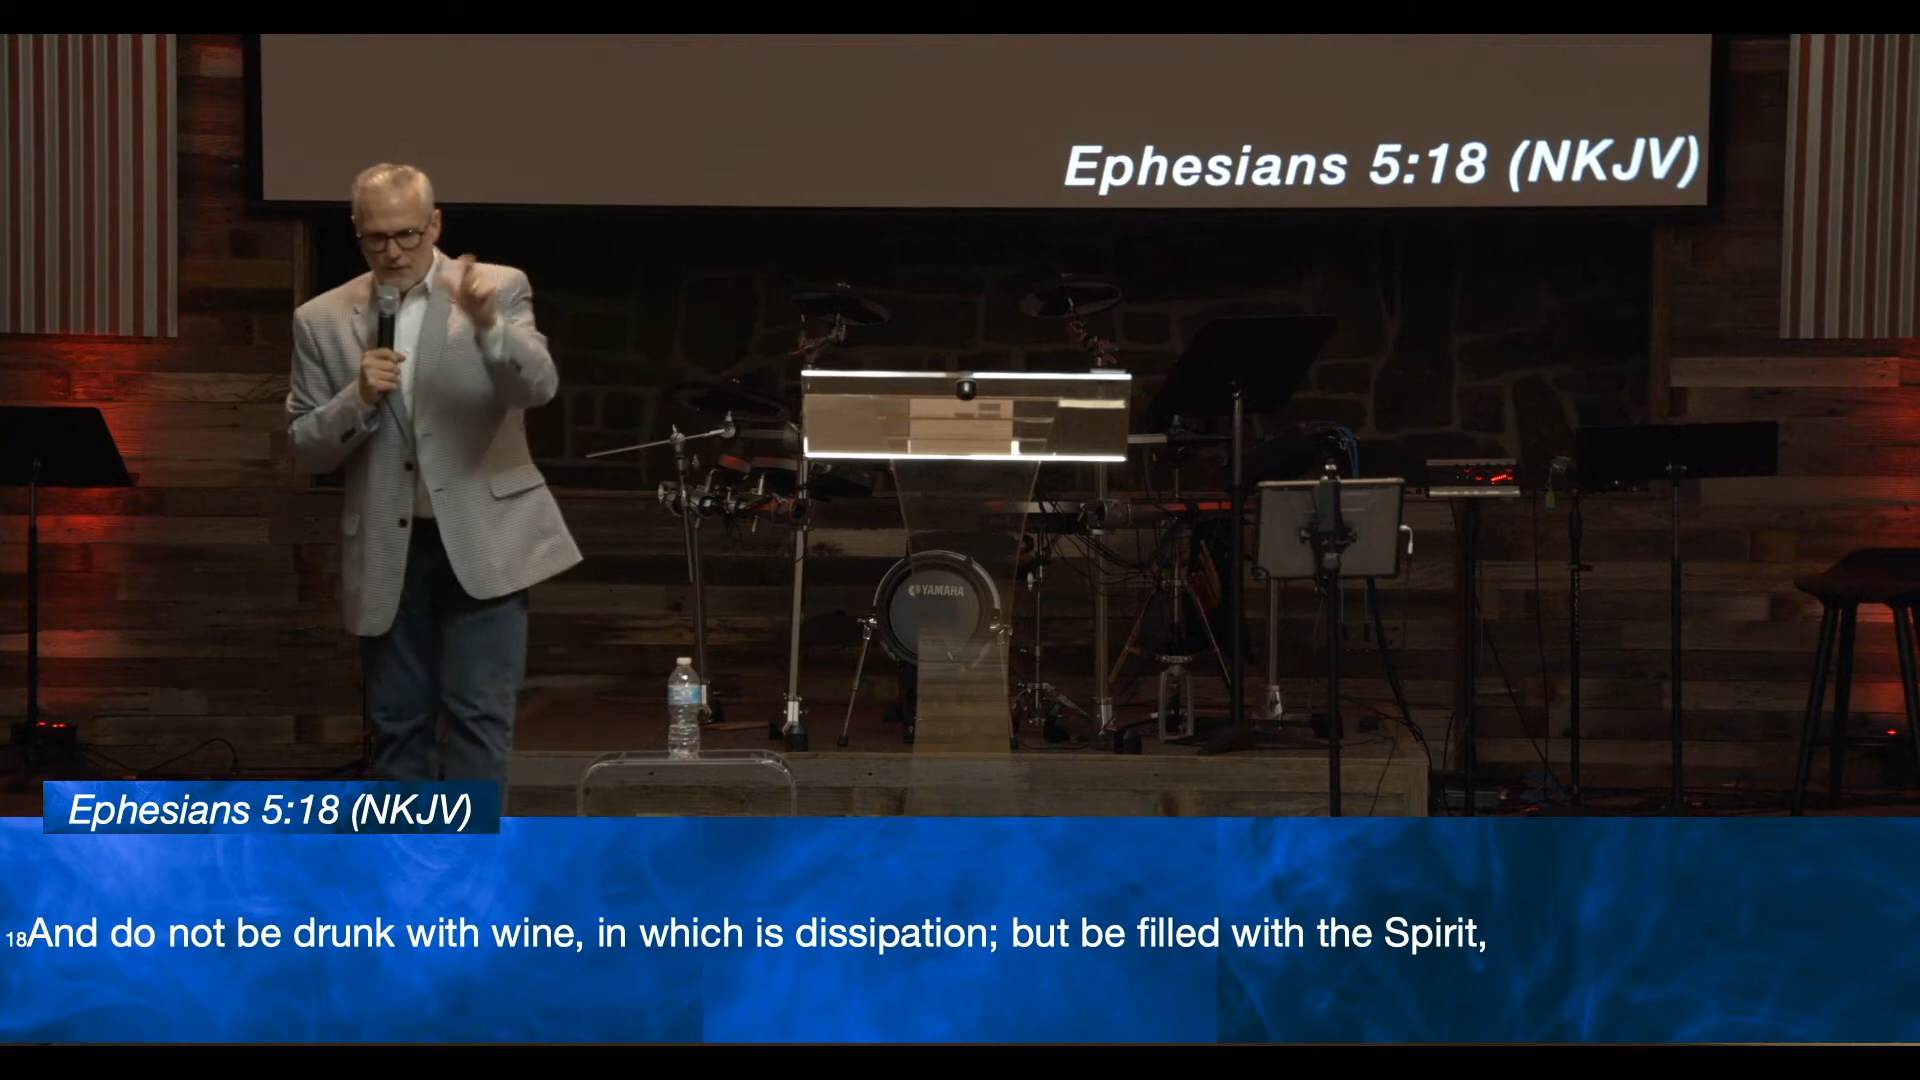 Ephesians 5:18 (NKJV)
YAMAHA
Ephesians 5:18 (NKJV)
18And do not be drunk with wine, in which is dissipation; but be filled with the Spirit,